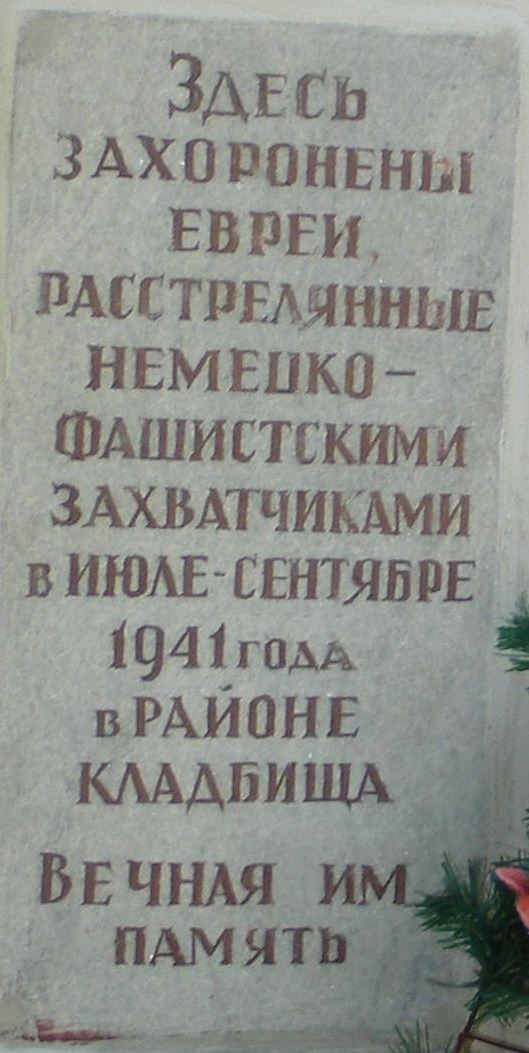 Здесь
захоронены
евреи,
расстрелянные
немецко-
фашистскими
захватчиками
в июле-сентябре
1941 года
в районе
кладбища
Вечная им
память